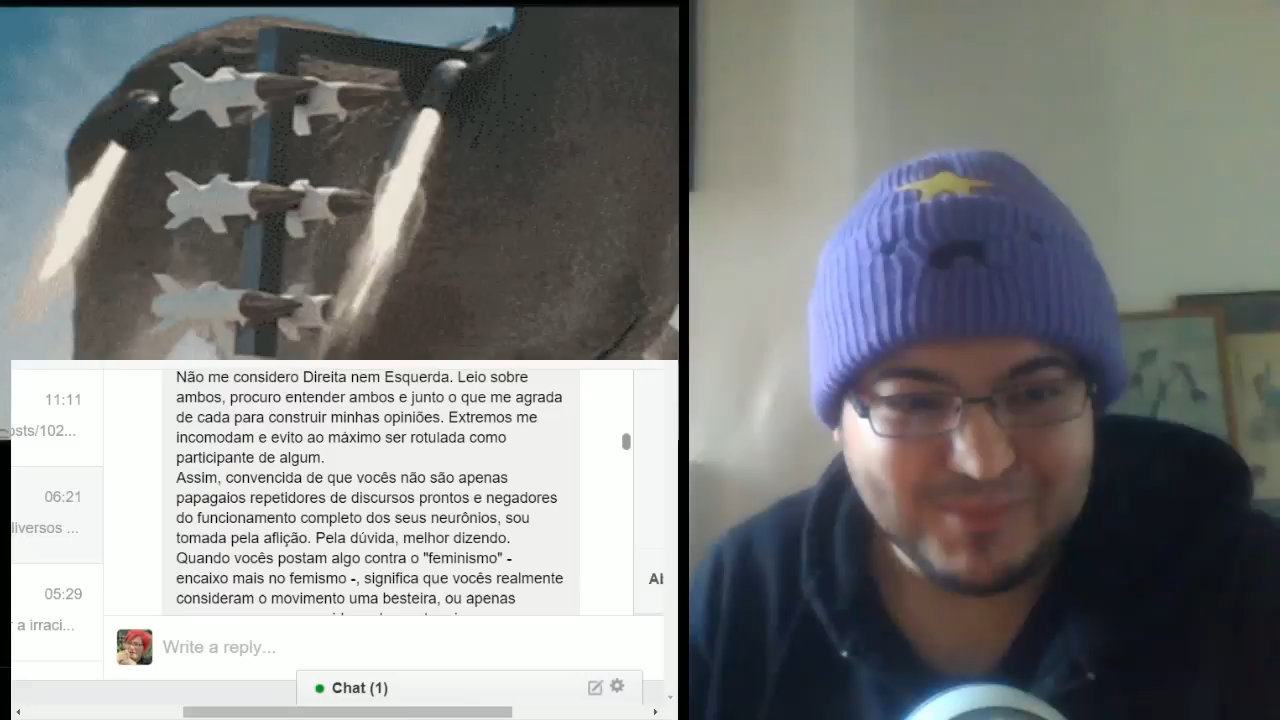 11:11
osts/102...
06:21
diversos ...
05:29
r a irraci...
Não me considero Direita nem Esquerda. Leio sobre
ambos, procuro entender ambos e junto o que me agrada
de cada para construir minhas opiniões. Extremos me
incomodam e evito ao máximo ser rotulada como
participante de algum.
Assim, convencida de que vocês não são apenas
papagaios repetidores de discursos prontos e negadores
do funcionamento completo dos seus neurônios, sou
tomada pela aflição. Pela dúvida, melhor dizendo.
Quando vocês postam algo contra o "feminismo" -
encaixo mais no femismo -, significa que vocês realmente
consideram o movimento uma besteira, ou apenas
Write a reply...
Chat (1)